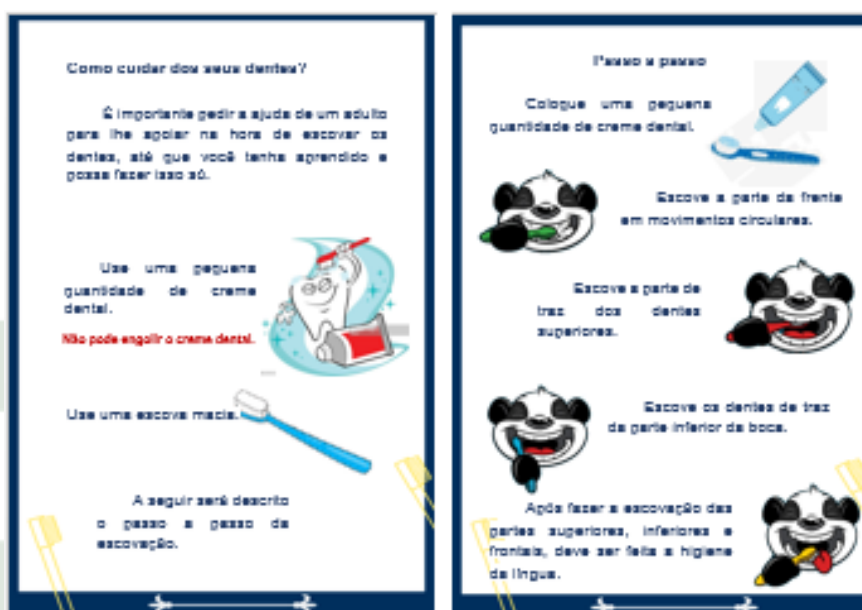 Como cuidar dos seus dentes?
É importante pedir a ajuda de um adulto
para lhe apoiar na hora de escovar os
dentes, até que você tenha aprendido e
possa fazer isso só.
Use uma pequena
quantidade de creme
dental.
Não pode engolir o creme dental.
Use uma escova macia.
A seguir será descrito
o passo a passo da
escovação.
Passo a passo
Coloque uma pequena
quantidade de creme dental.
Escove a parte da frente
em movimentos circulares.
Escove a parte de
traz dos dentes
superiores.
Escove os dentes de traz
da parte inferior da boca.
Após fazer a escovação das
partes superiores, inferiores e
frontais, deve ser feita a higiene
da língua.